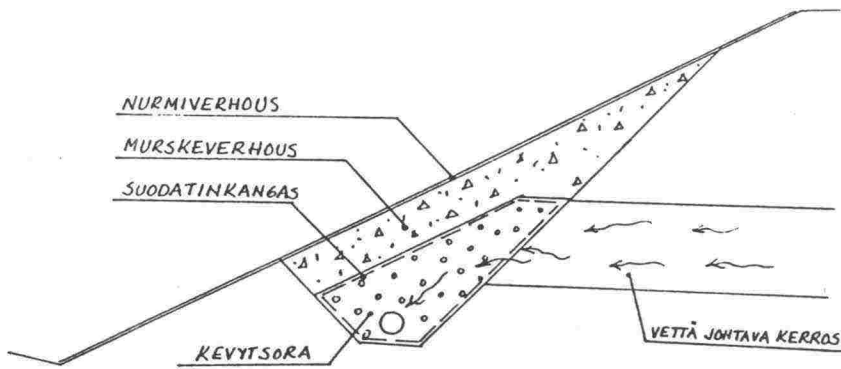 NURMIVERHOUS
MURSKEVERHOUS
SUODATINKANGAS
KEVYTSORA
VETTÄ JOHTAVA KERROS